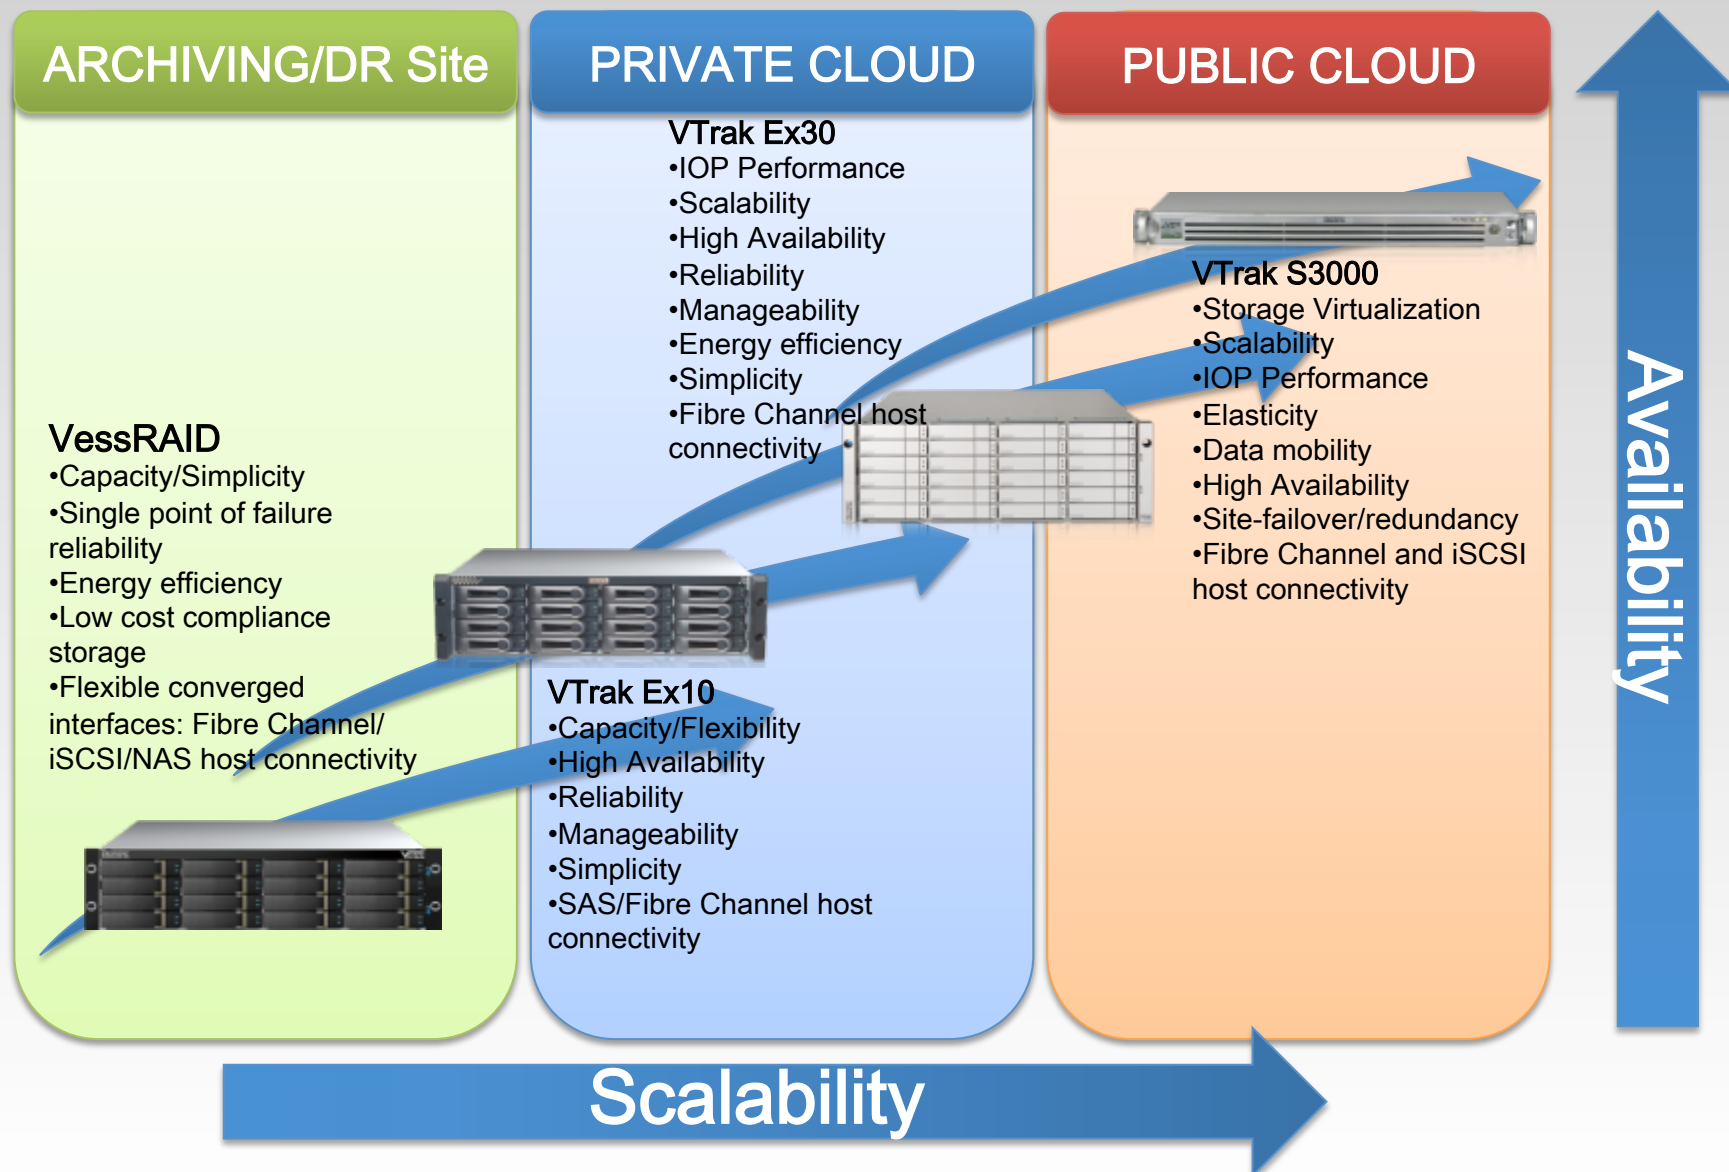 ARCHIVING/DR Site
PRIVATE CLOUD
PUBLIC CLOUD
VessRAID
•Capacity/Simplicity
•Single point of failure
reliability
•Energy efficiency
•Low cost compliance
storage
•Flexible converged
interfaces: Fibre Channel/
iSCSI/NAS host connectivity
VTrak Ex30
•IOP Performance
•Scalability
•High Availability
•Reliability
•Manageability
•Energy efficiency
•Simplicity
•Fibre Channel host
connectivity
VTrak Ex10
•Capacity/Flexibility
•High Availability
•Reliability
•Manageability
•Simplicity
•SAS/Fibre Channel host
connectivity
VTrak S3000
•Storage Virtualization
•Scalability
•IOP Performance
•Elasticity
•Data mobility
•High Availability
•Site-failover/redundancy
•Fibre Channel and iSCSI
host connectivity
Availability
Scalability